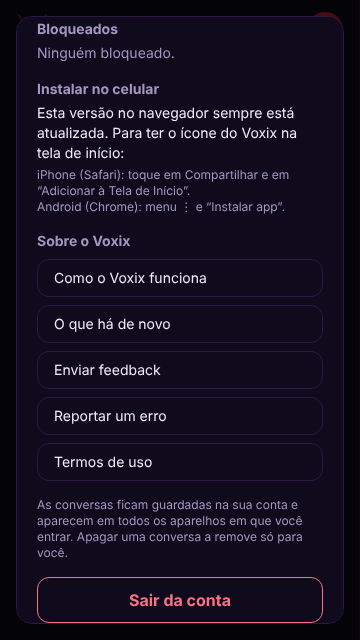 Bloqueados
Ninguém bloqueado.
Instalar no celular
Esta versão no navegador sempre está
atualizada. Para ter o ícone do Voxix na
tela de início:
iPhone (Safari): toque em Compartilhar e em
“Adicionar à Tela de Início”.
Android (Chrome): menu ⋮ e “Instalar app”.
Sobre o Voxix
Como o Voxix funciona
O que há de novo
Enviar feedback
Reportar um erro
Termos de uso
As conversas ficam guardadas na sua conta e
aparecem em todos os aparelhos em que você
entrar. Apagar uma conversa a remove só para
você.
Sair da conta